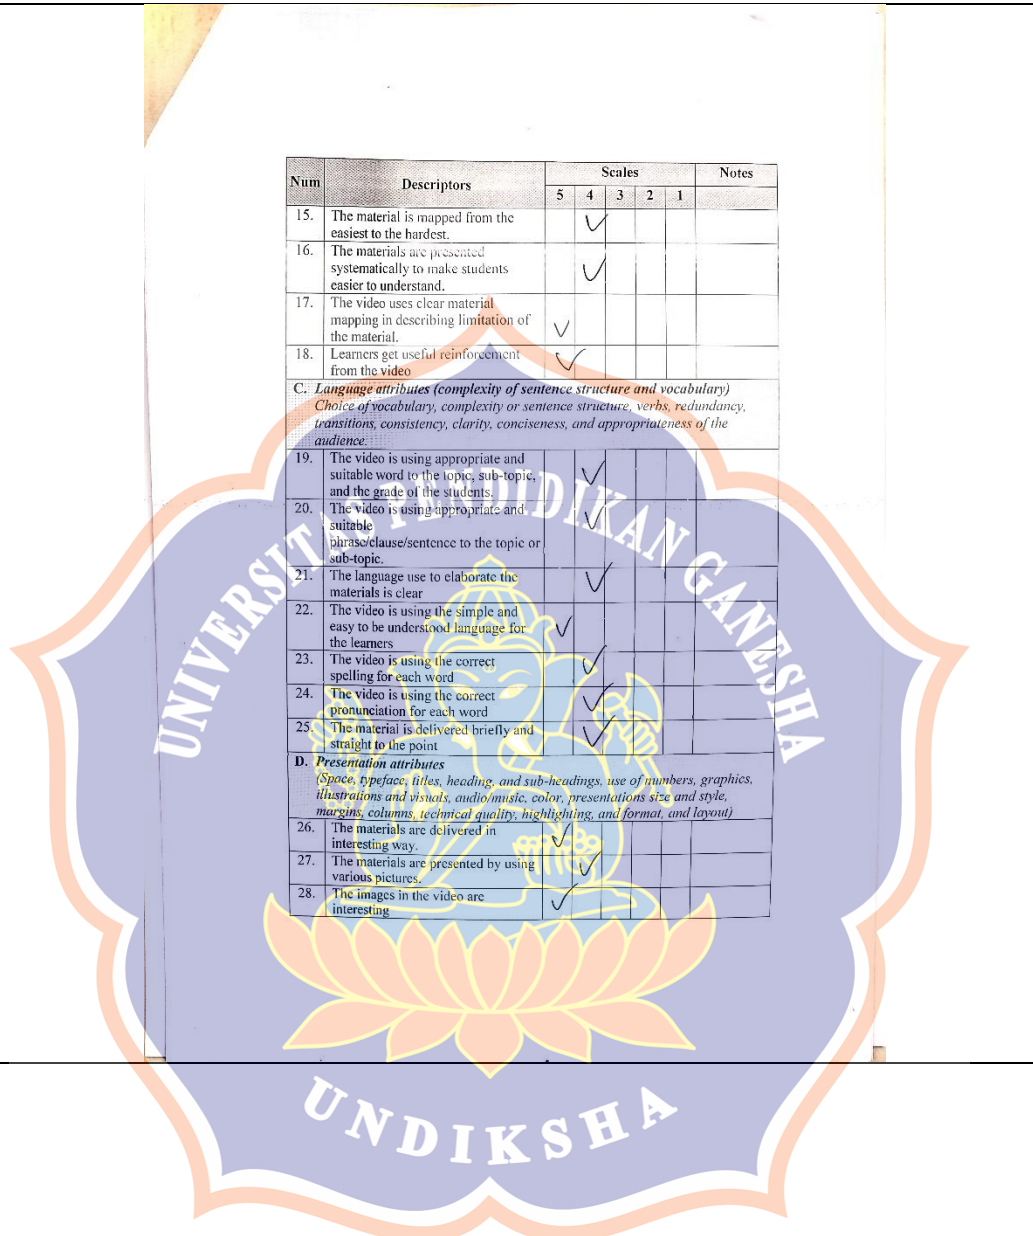 Num Descriptors Scales Notes
5 4 3 2 1
15. The material is mapped from the
easiest to the hardest.
16. The materials are presented
systematically to make students
easier to understand.
17. The video uses clear material
mapping in describing limitation of
the material.
18. Learners get useful reinforcement
from the video
C. Language attributes (complexity of sentence structure and vocabulary)
Choice of vocabulary, complexity or sentence structure, verbs, redundancy,
transitions, consistency, clarity, conciseness, and appropriateness of the
audience.
19. The video is using appropriate and
suitable word to the topic, sub-topic,
and the grade of the students.
20. The video is using appropriate and
suitable
phrase/clause/sentence to the topic or
sub-topic.
21. The language use to elaborate the
materials is clear
22. The video is using the simple and
easy to be understood language for
the learners
23. The video is using the correct
spelling for each word
24. The video is using the correct
pronunciation for each word
25. The material is delivered briefly and
straight to the point
D. Presentation attributes
(Space, typeface, titles, heading, and sub-headings, use of numbers, graphics,
illustrations and visuals, audio/music, color, presentations size and style,
margins, columns, technical quality, highlighting, and format, and layout)
26. The materials are delivered in
interesting way.
27. The materials are presented by using
various pictures.
28. The images in the video are
interesting
UNIVERSITAS PENDIDIKAN GANESHA
UNDIKSHA